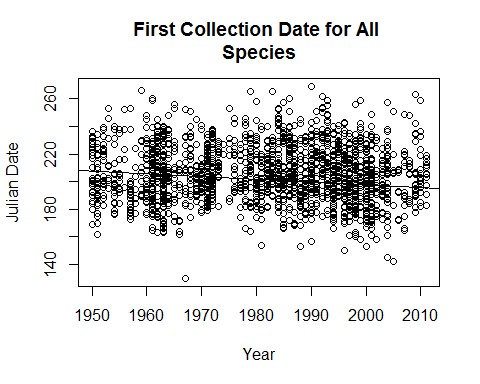 First Collection Date for All
Species
Julian Date
260
220
180
140
1950 1960 1970 1980 1990 2000 2010
Year